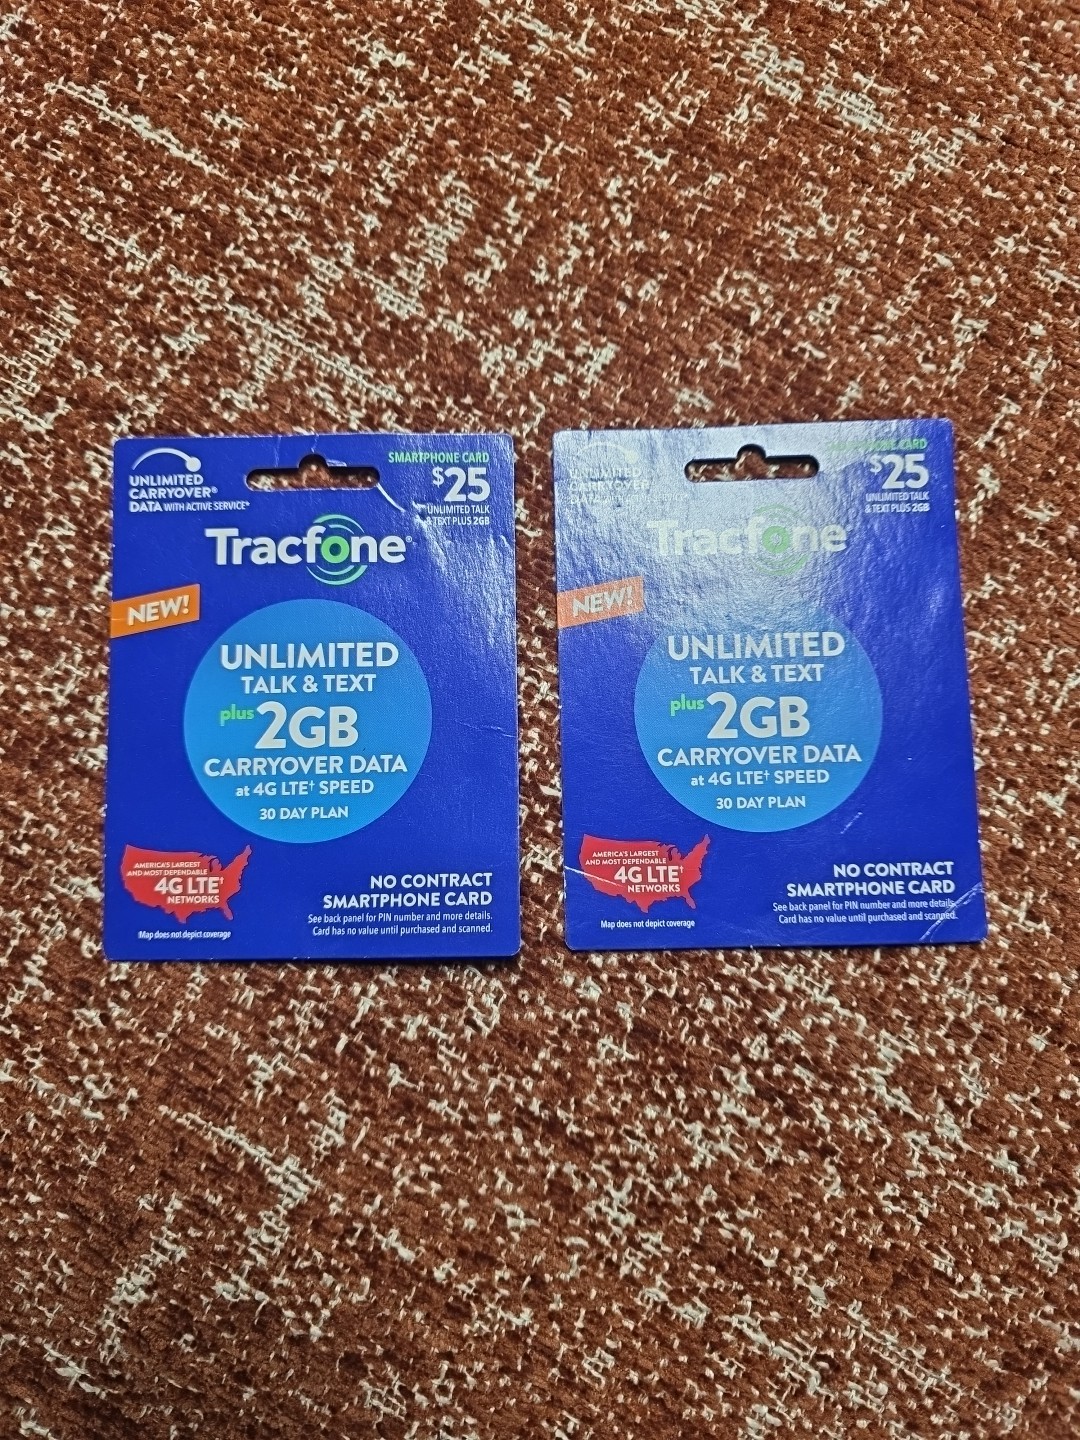 UNLIMITED
CARRYOVER®
DATA WITH ACTIVE SERVICE*
SMARTPHONE CARD
$25
UNLIMITED TALK
& TEXT PLUS 2GB
Tracfone®
NEW!
UNLIMITED
TALK & TEXT
plus 2GB
CARRYOVER DATA
at 4G LTE† SPEED
30 DAY PLAN
AMERICA'S LARGEST
AND MOST DEPENDABLE
4G LTE†
NETWORKS
Map does not depict coverage
NO CONTRACT
SMARTPHONE CARD
See back panel for PIN number and more details.
Card has no value until purchased and scanned.
UNLIMITED
CARRYOVER®
DATA
SMARTPHONE CARD
$25
UNLIMITED TALK
& TEXT PLUS 2GB
Tracfone
NEW!
UNLIMITED
TALK & TEXT
plus 2GB
CARRYOVER DATA
at 4G LTE† SPEED
30 DAY PLAN
AMERICA'S LARGEST
AND MOST DEPENDABLE
4G LTE†
NETWORKS
Map does not depict coverage
NO CONTRACT
SMARTPHONE CARD
See back panel for PIN number and more details.
Card has no value until purchased and scanned.